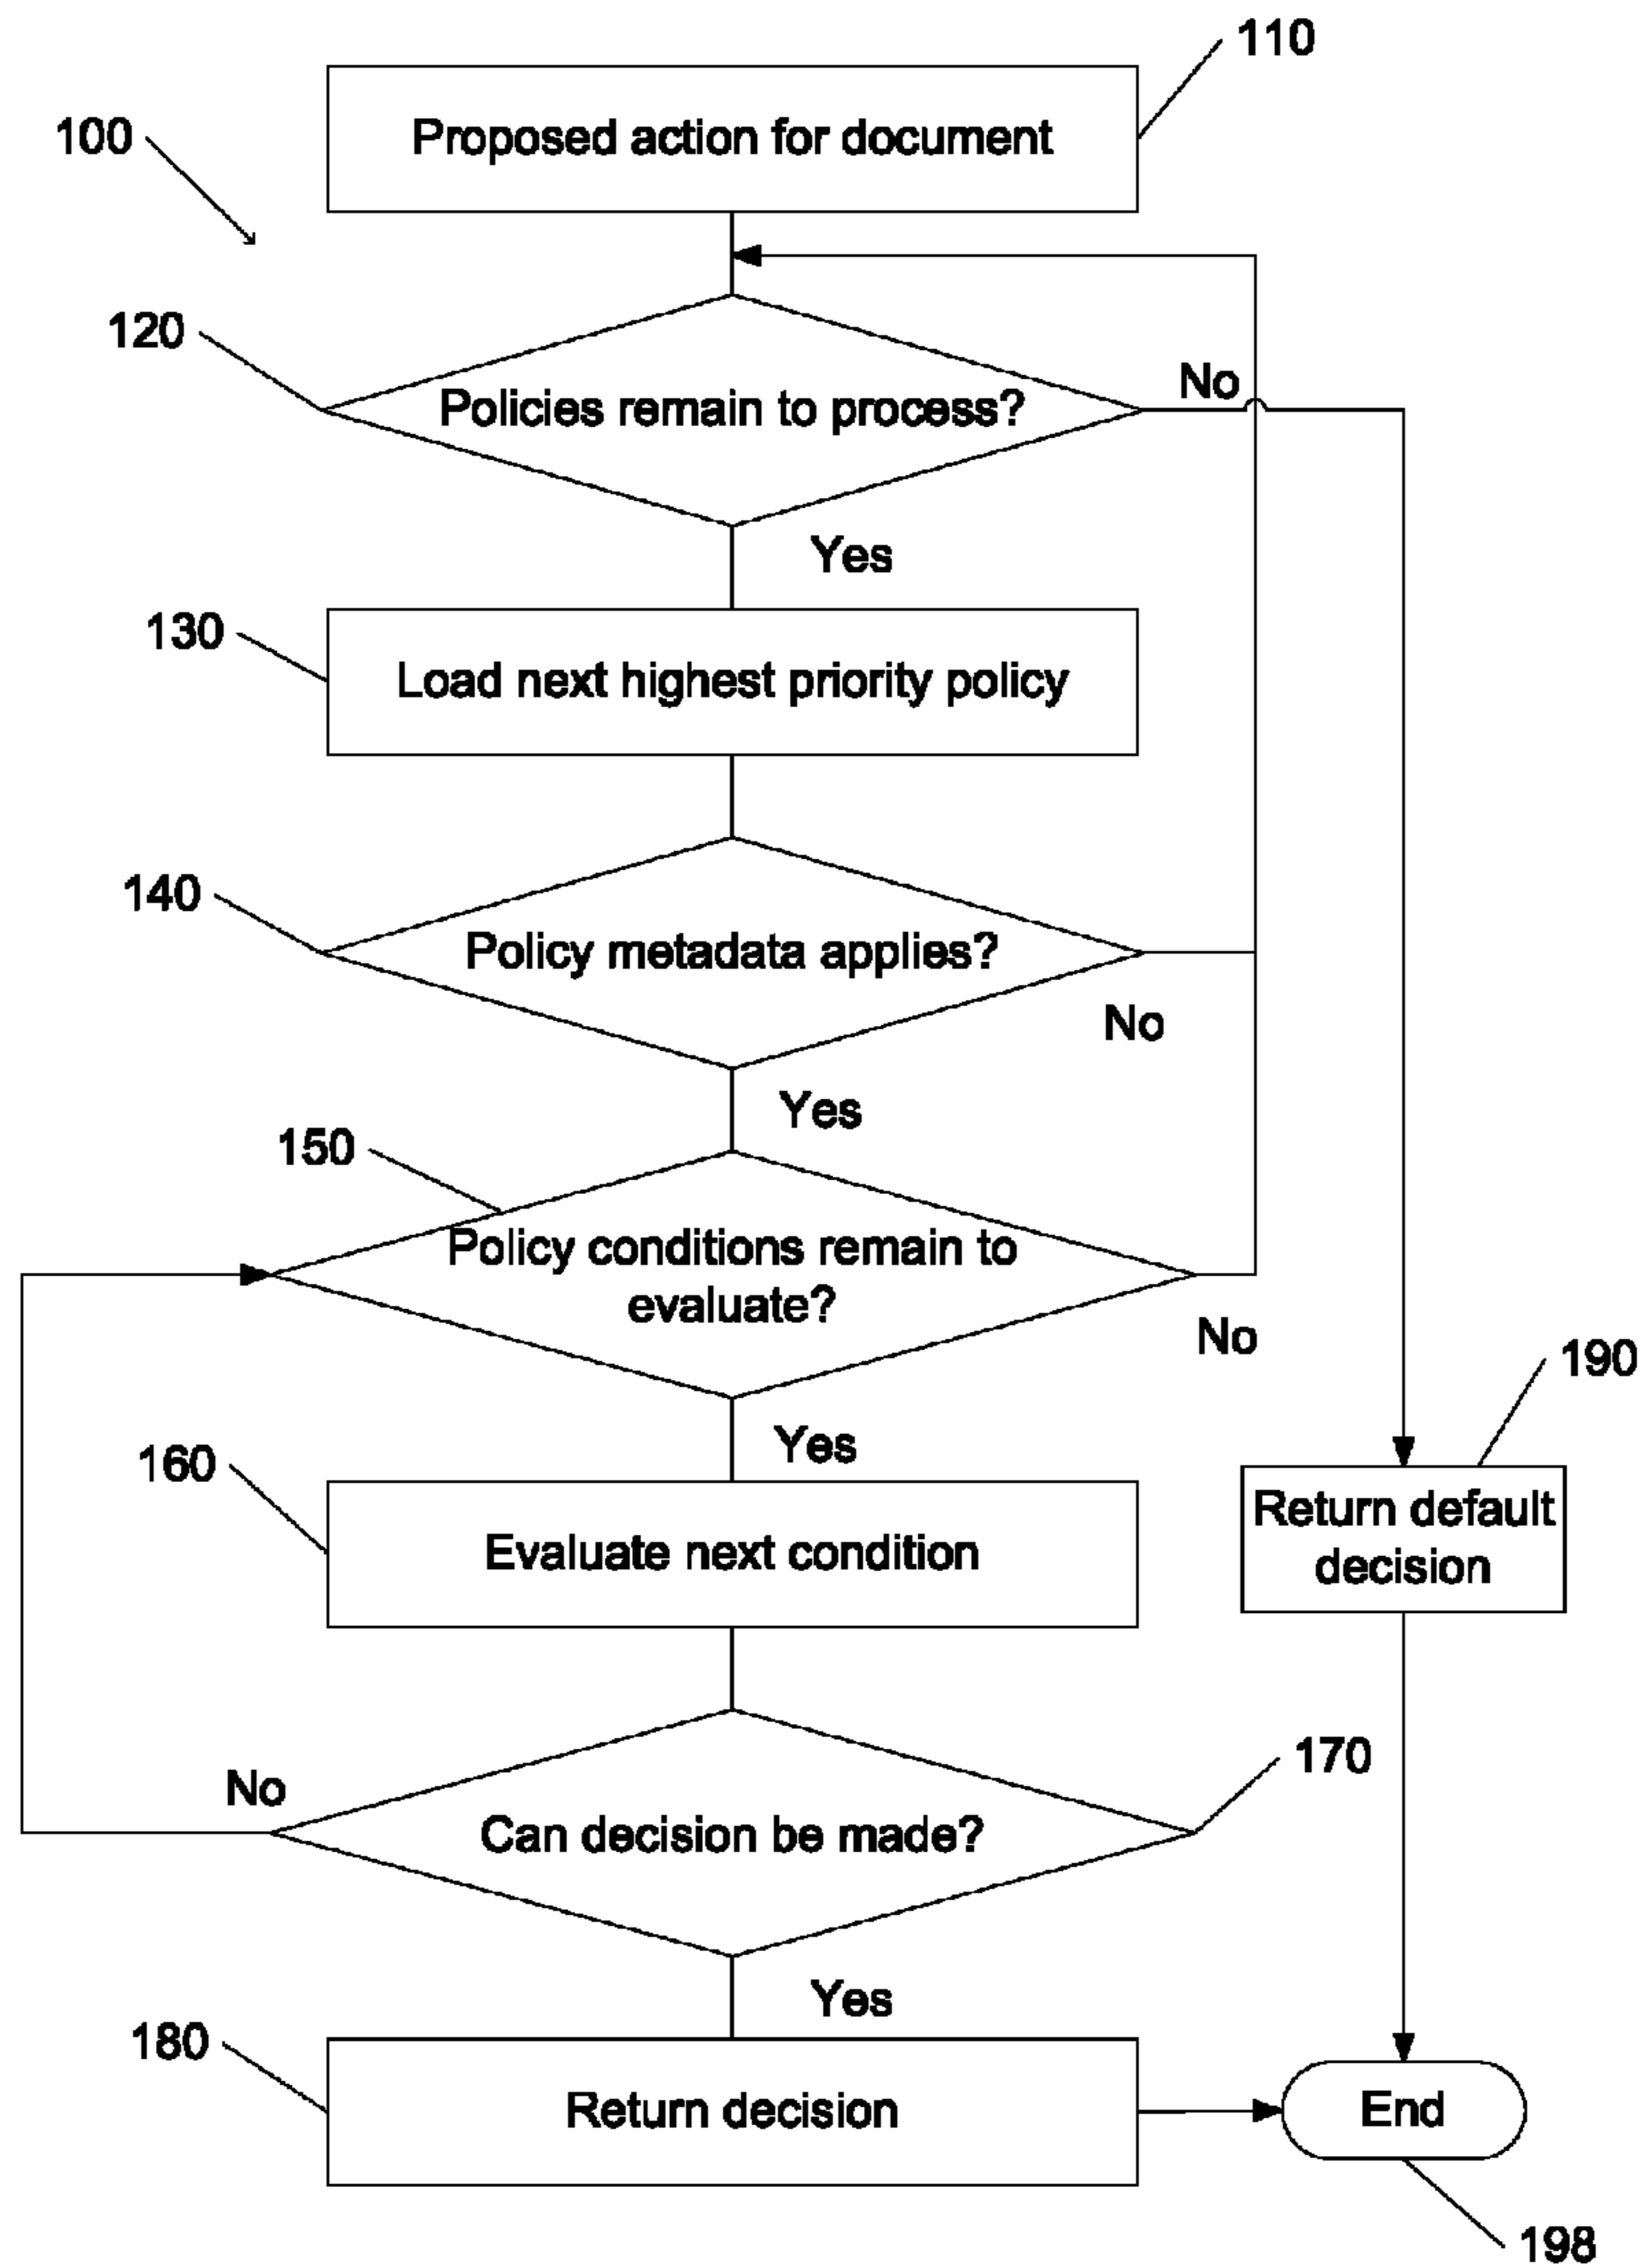 110
Proposed action for document
100
120
Policies remain to process?
No
Yes
130
Load next highest priority policy
140
Policy metadata applies?
No
Yes
150
Policy conditions remain to
evaluate?
No
190
Yes
160
Return default
decision
Evaluate next condition
170
No
Can decision be made?
Yes
180
Return decision
End
198